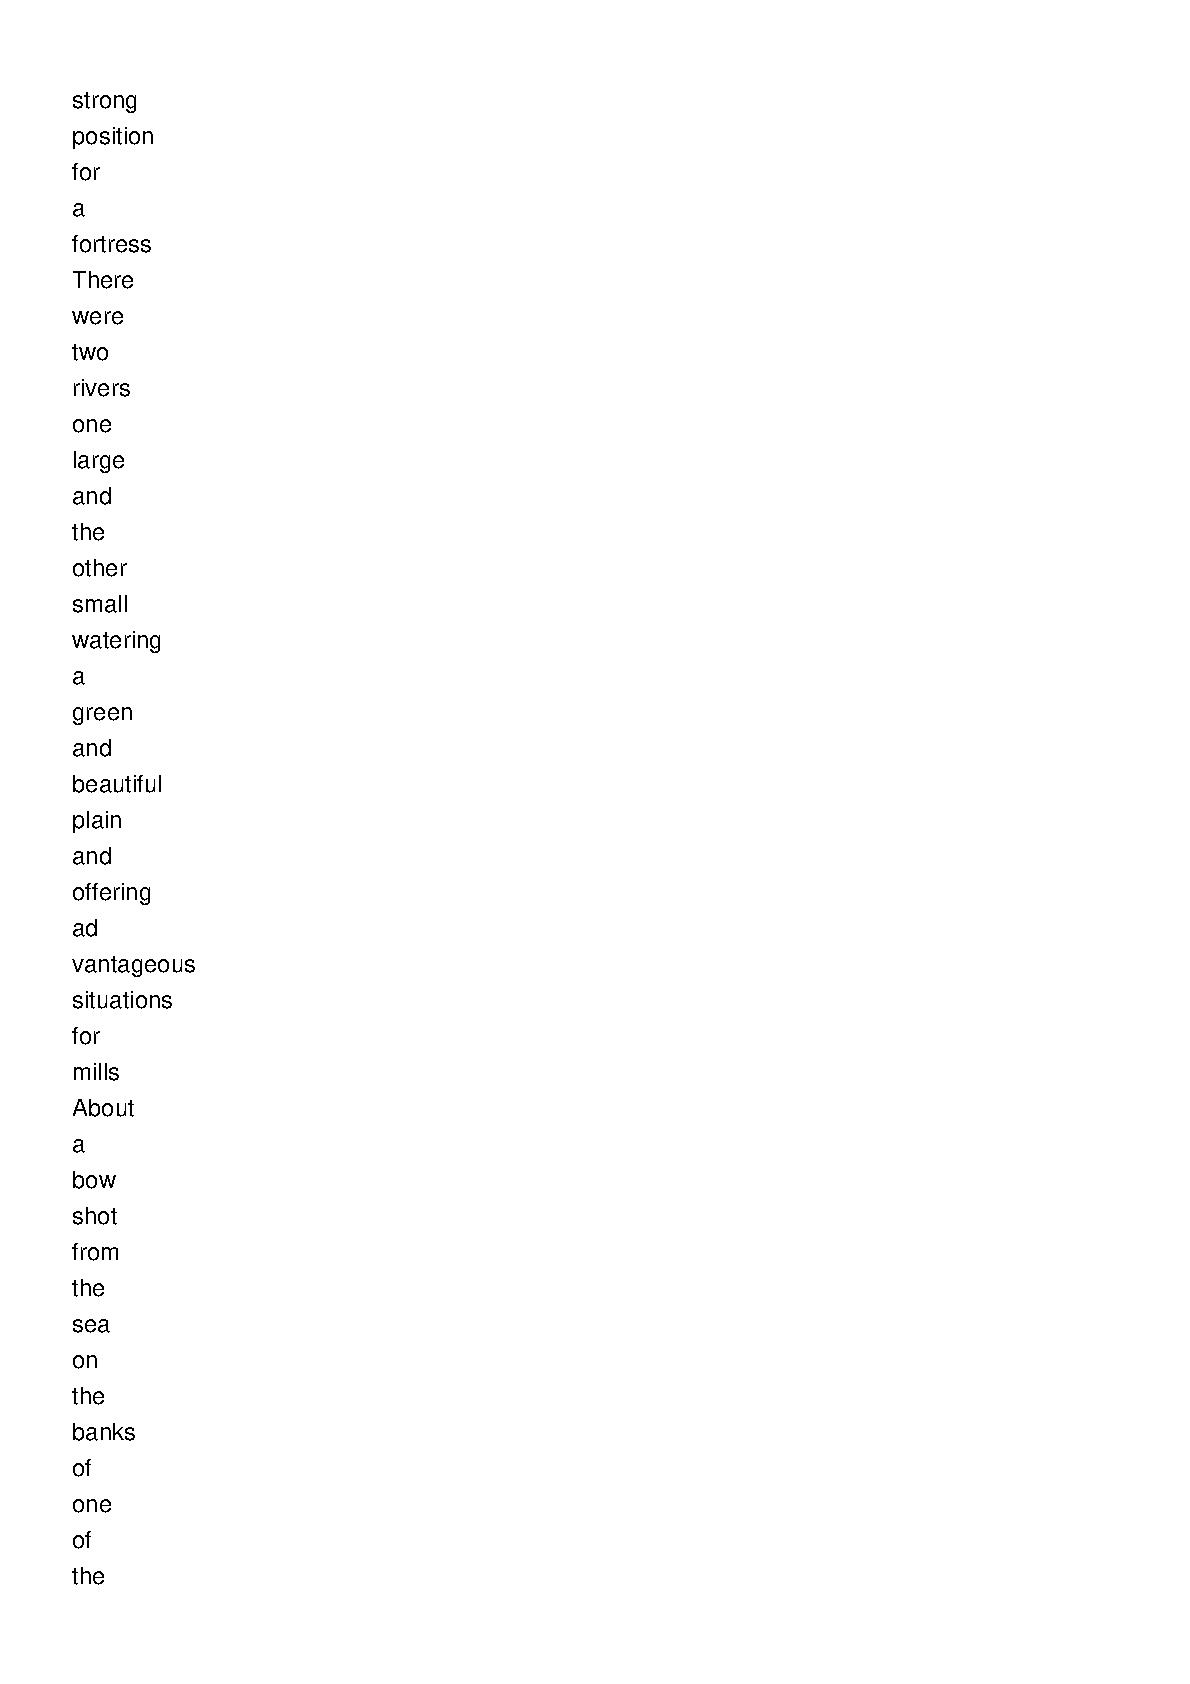 strong
position
for
a
fortress
There
were
two
rivers
one
large
and
the
other
small
watering
a
green
and
beautiful
plain
and
offering
ad
vantageous
situations
for
mills
About
a
bow
shot
from
the
sea
on
the
banks
of
one
of
the